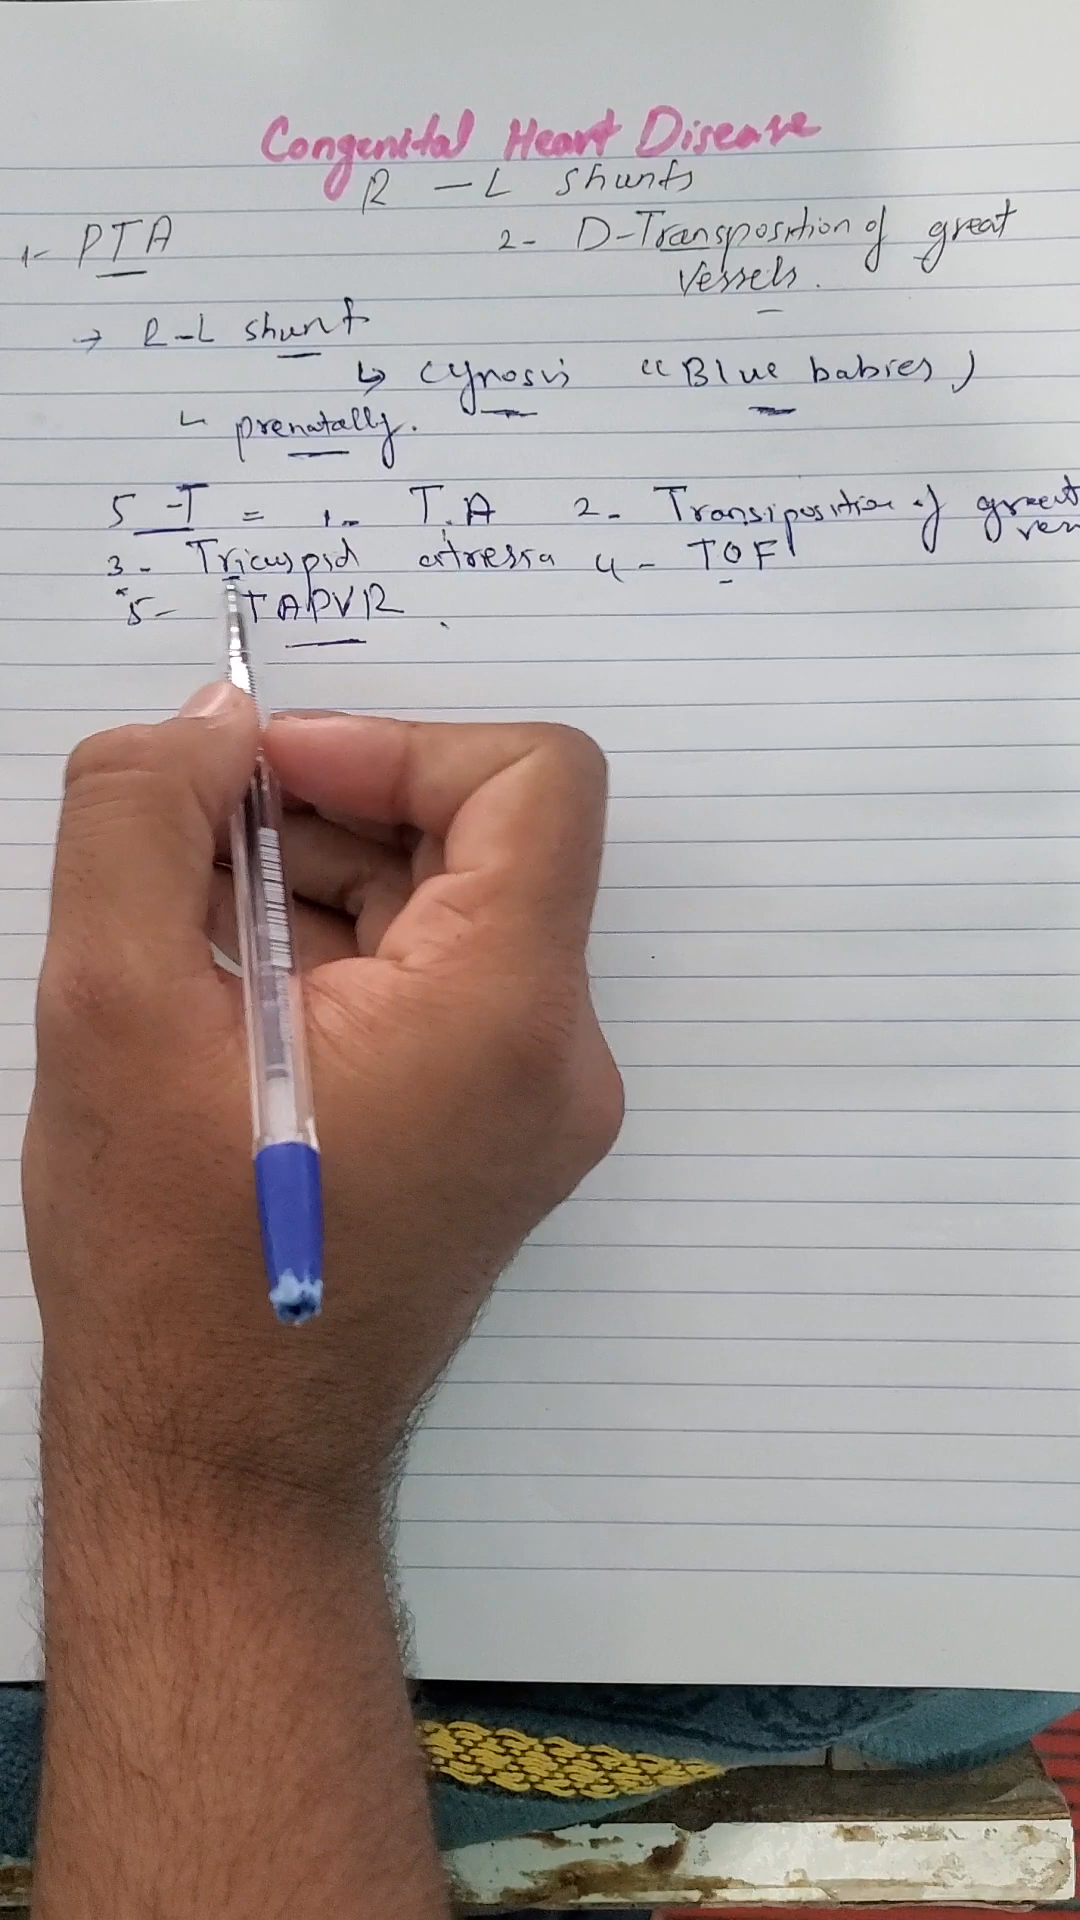 Congenital Heart Disease
R - L shunts
1- PTA 2- D-Transposition of great
Vessels.
→ R-L shunt
↳ cynosis "Blue babies)
prenatally.
5 -T = 1- T.A 2- Transiposition of great
3- Tricuspid atresia 4- TOF
5- TAPVR